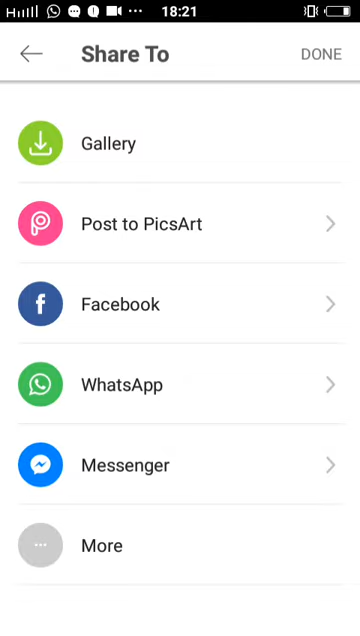 18:21
Share To
DONE
Gallery
Post to PicsArt
Facebook
WhatsApp
Messenger
More